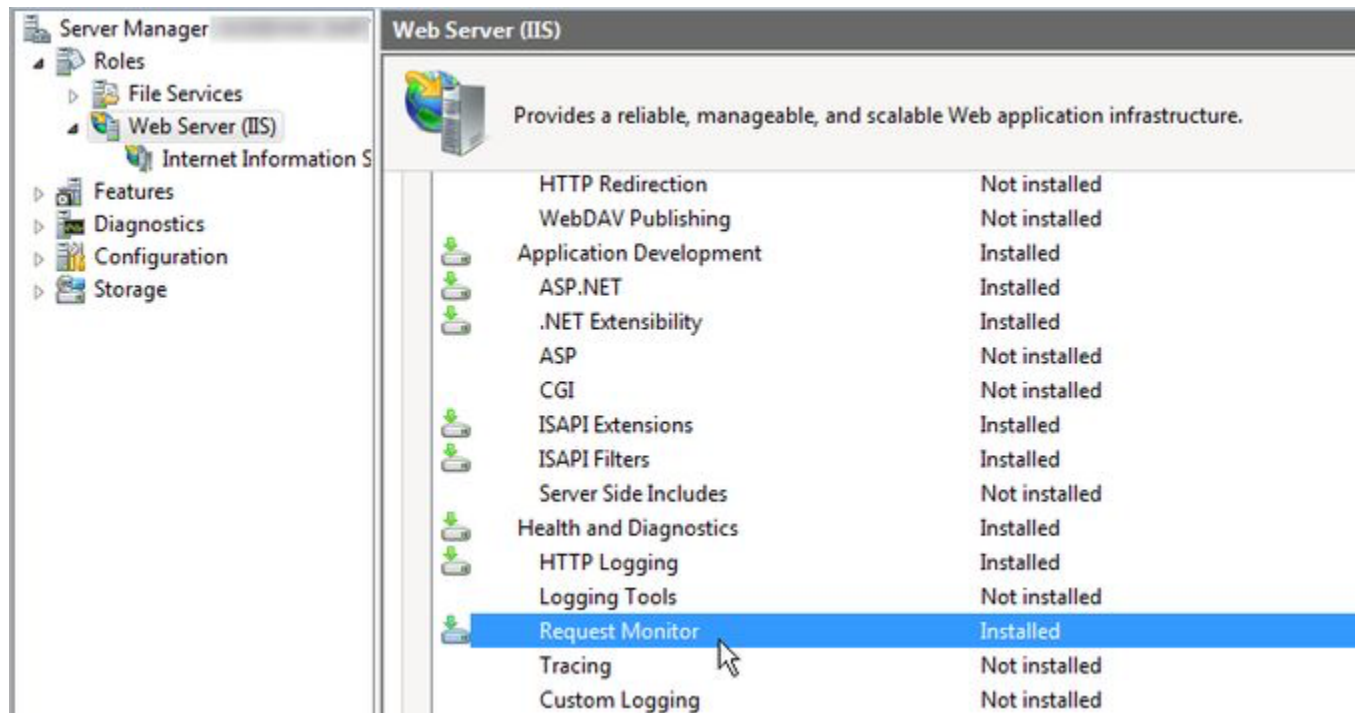 Server Manager
Roles
File Services
Web Server (IIS)
Internet Information S
Features
Diagnostics
Configuration
Storage
Web Server (IIS)
Provides a reliable, manageable, and scalable Web application infrastructure.
HTTP Redirection Not installed
WebDAV Publishing Not installed
Application Development Installed
ASP.NET Installed
.NET Extensibility Installed
ASP Not installed
CGI Not installed
ISAPI Extensions Installed
ISAPI Filters Installed
Server Side Includes Not installed
Health and Diagnostics Installed
HTTP Logging Installed
Logging Tools Not installed
Request Monitor Installed
Tracing Not installed
Custom Logging Not installed